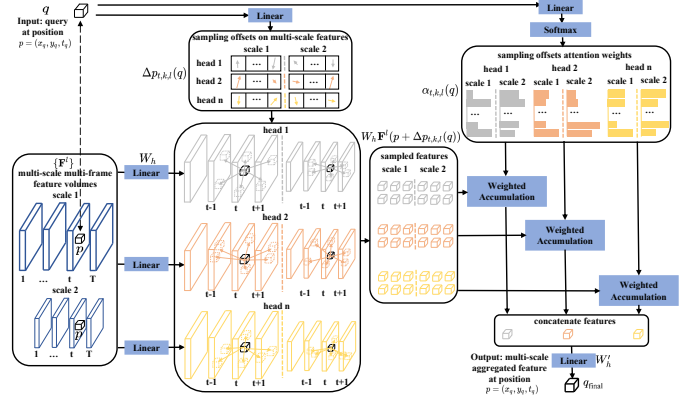 q
Input: query
at position
p = (x_q, y_q, t_q)
Linear
sampling offsets on multi-scale features
scale 1 scale 2
head 1 ... ...
head 2 ... ...
head n ... ...
Δp_{t,k,l}(q)
Linear
Softmax
sampling offsets attention weights
head 1 head 2 head n
scale 1 scale 2 scale 1 scale 2 scale 1 scale 2
... ... ...
α_{t,k,l}(q)
{F^l}
multi-scale multi-frame
feature volumes
scale 1
p
1 ... t T
scale 2
p
1 ... t T
W_h
Linear
Linear
Linear
head 1
t-1 t t+1
head 2
t-1 t t+1
head n
t-1 t t+1
W_h F^l(p + Δp_{t,k,l}(q))
sampled features
scale 1 scale 2
Weighted
Accumulation
Weighted
Accumulation
Weighted
Accumulation
concatenate features
Output: multi-scale
aggregated feature
at position
p = (x_q, y_q, t_q)
Linear
W'_h
q_final